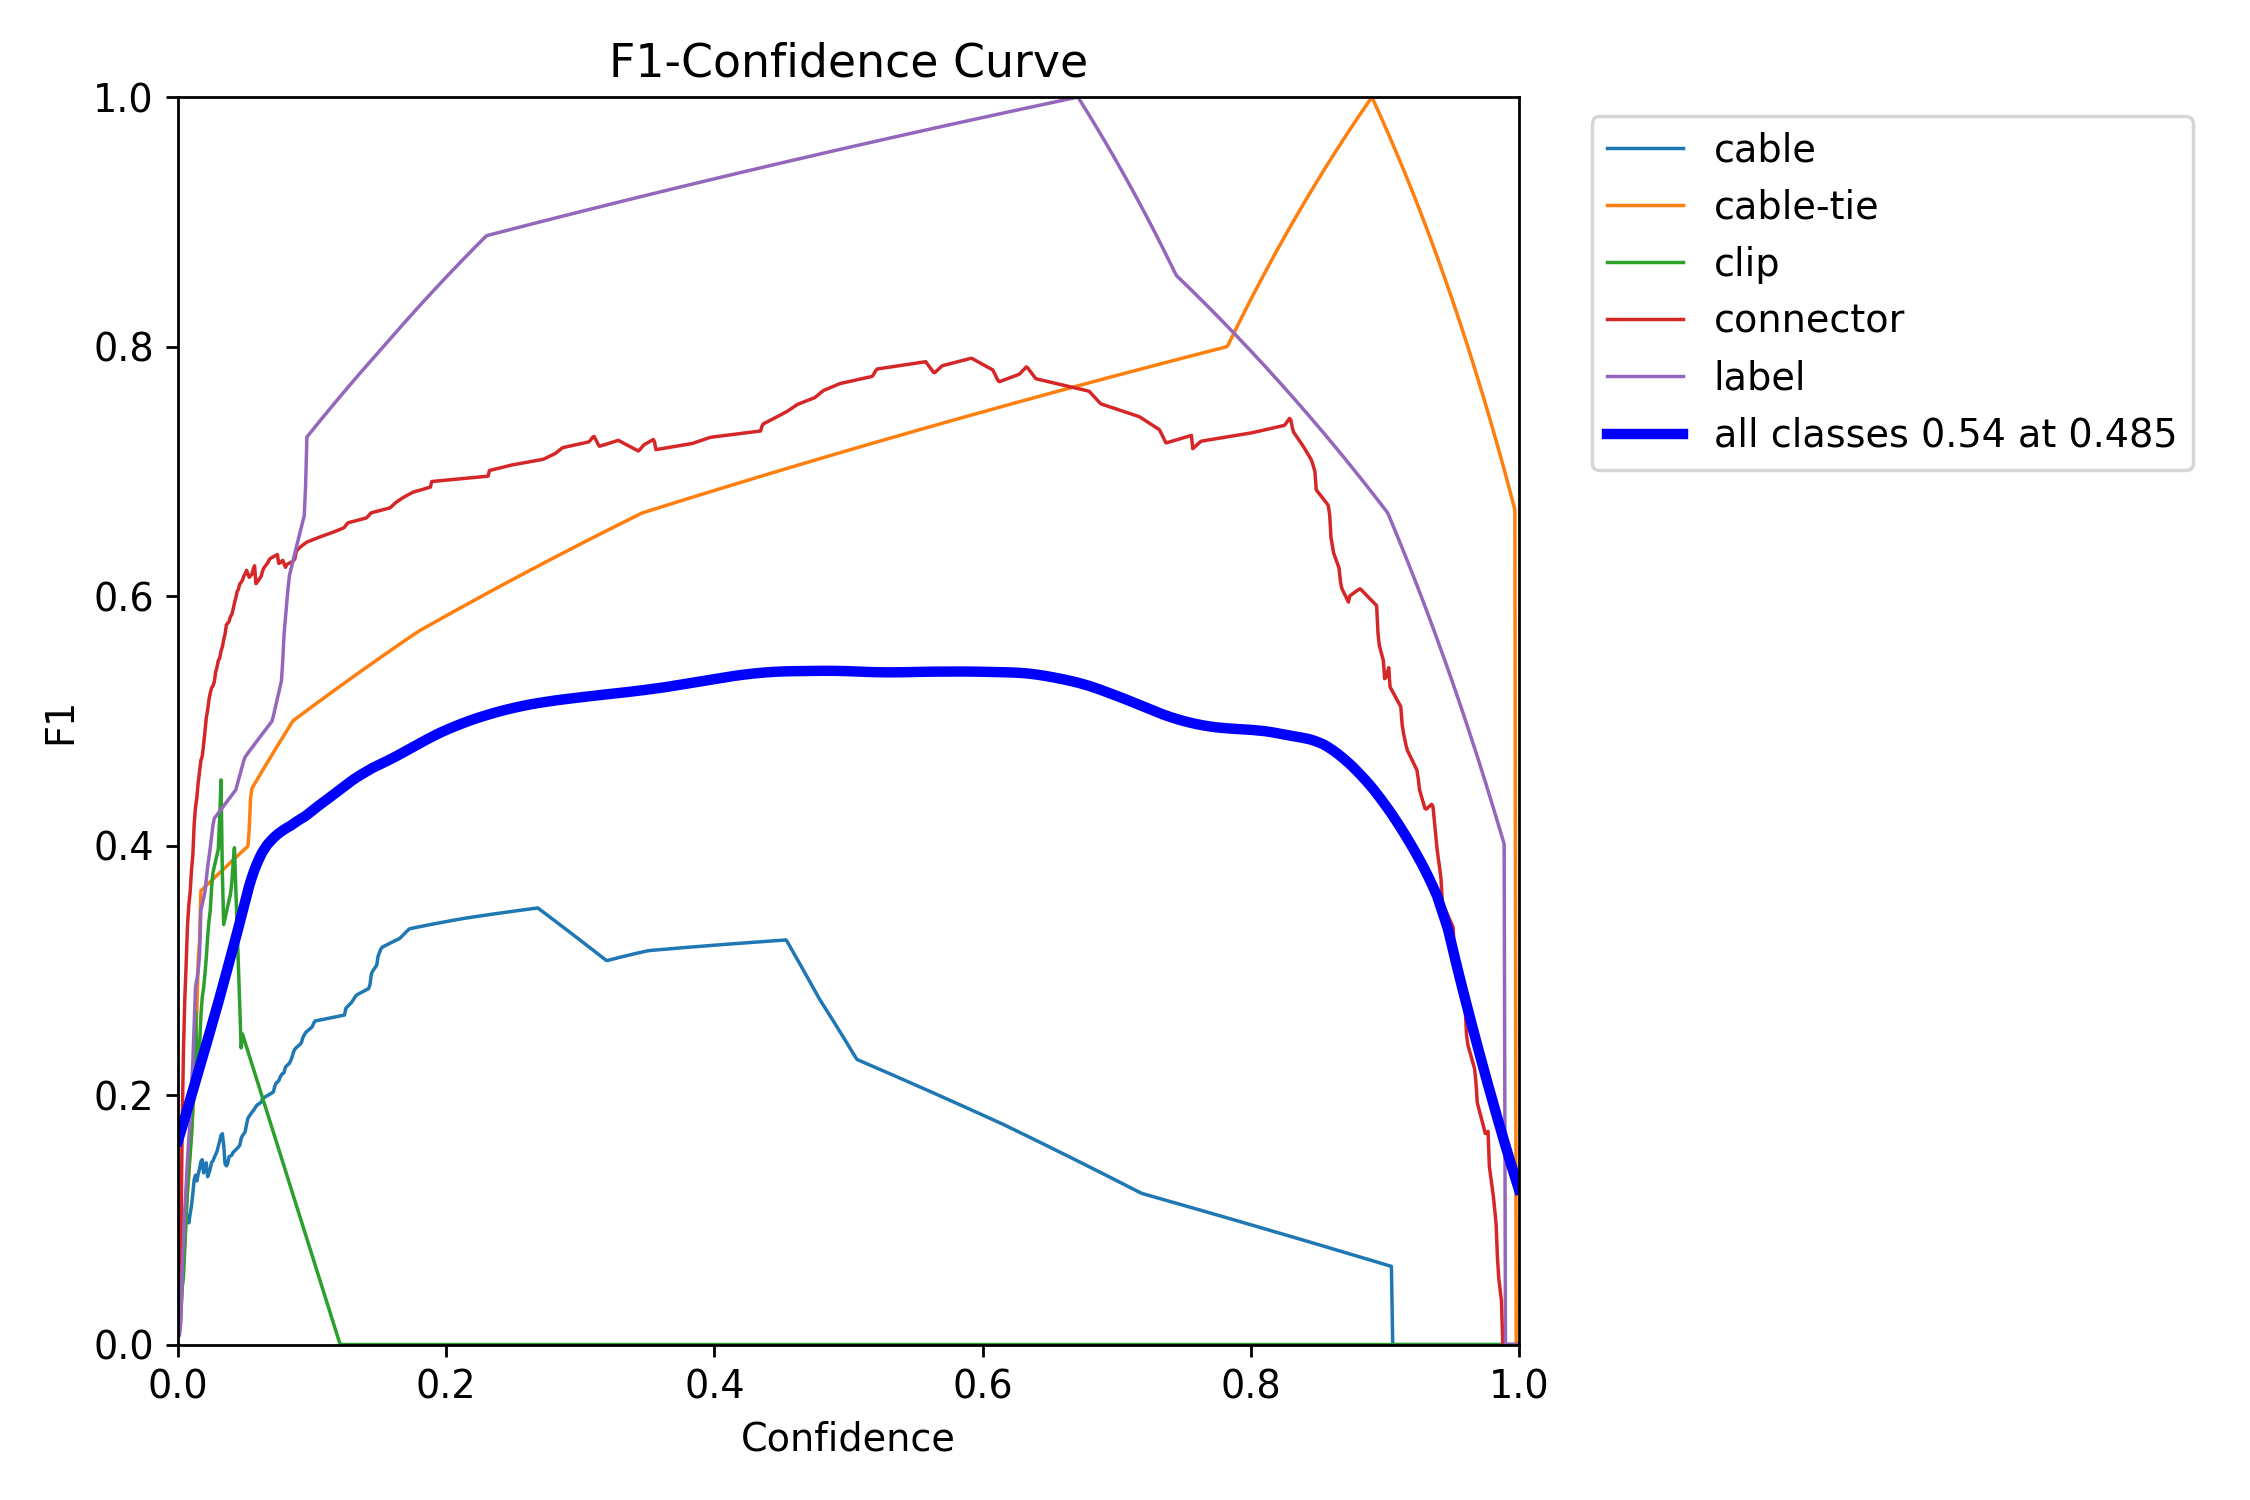 F1-Confidence Curve
1.0
0.8
0.6
0.4
0.2
0.0
F1
0.0 0.2 0.4 0.6 0.8 1.0
Confidence
cable
cable-tie
clip
connector
label
all classes 0.54 at 0.485